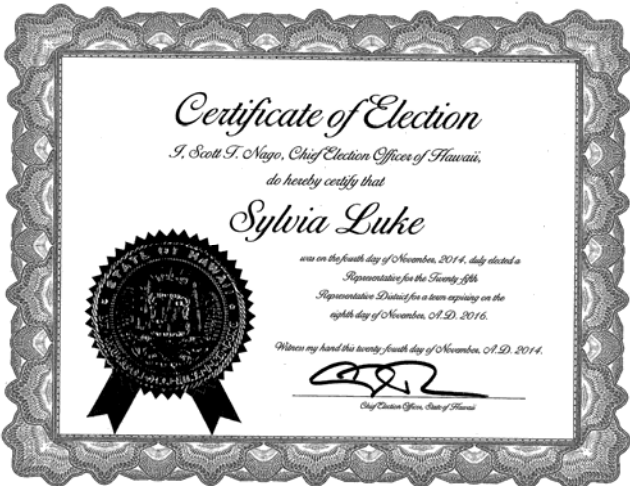 Certificate of Election
I, Scott T. Nago, Chief Election Officer of Hawaii,
do hereby certify that
Sylvia Luke
was on the fourth day of November, 2014, duly elected a
Representative for the Twenty-fifth
Representative District for a term expiring on the
eighth day of November, A.D. 2016.
Witness my hand this twenty-fourth day of November, A.D. 2014.
Chief Election Officer, State of Hawaii
STATE OF HAWAII